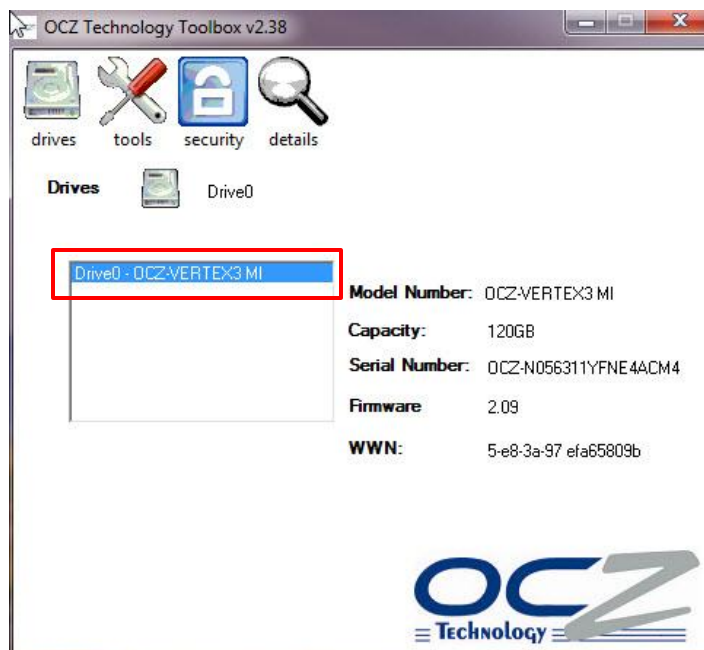 OCZ Technology Toolbox v2.38
drives tools security details
Drives Drive0
Drive0 - OCZ-VERTEX3 MI
Model Number: OCZ-VERTEX3 MI
Capacity: 120GB
Serial Number: OCZ-N056311YFNE4ACM4
Firmware 2.09
WWN: 5-e8-3a-97 efa65809b
OCZ
Technology